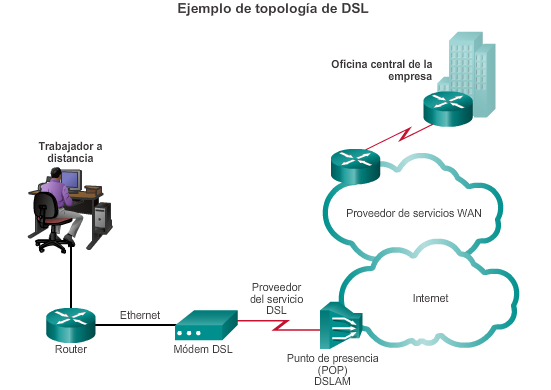 Ejemplo de topología de DSL
Oficina central de la
empresa
Trabajador a
distancia
Proveedor de servicios WAN
Proveedor
del servicio
DSL
Internet
Ethernet
Router
Módem DSL
Punto de presencia
(POP)
DSLAM